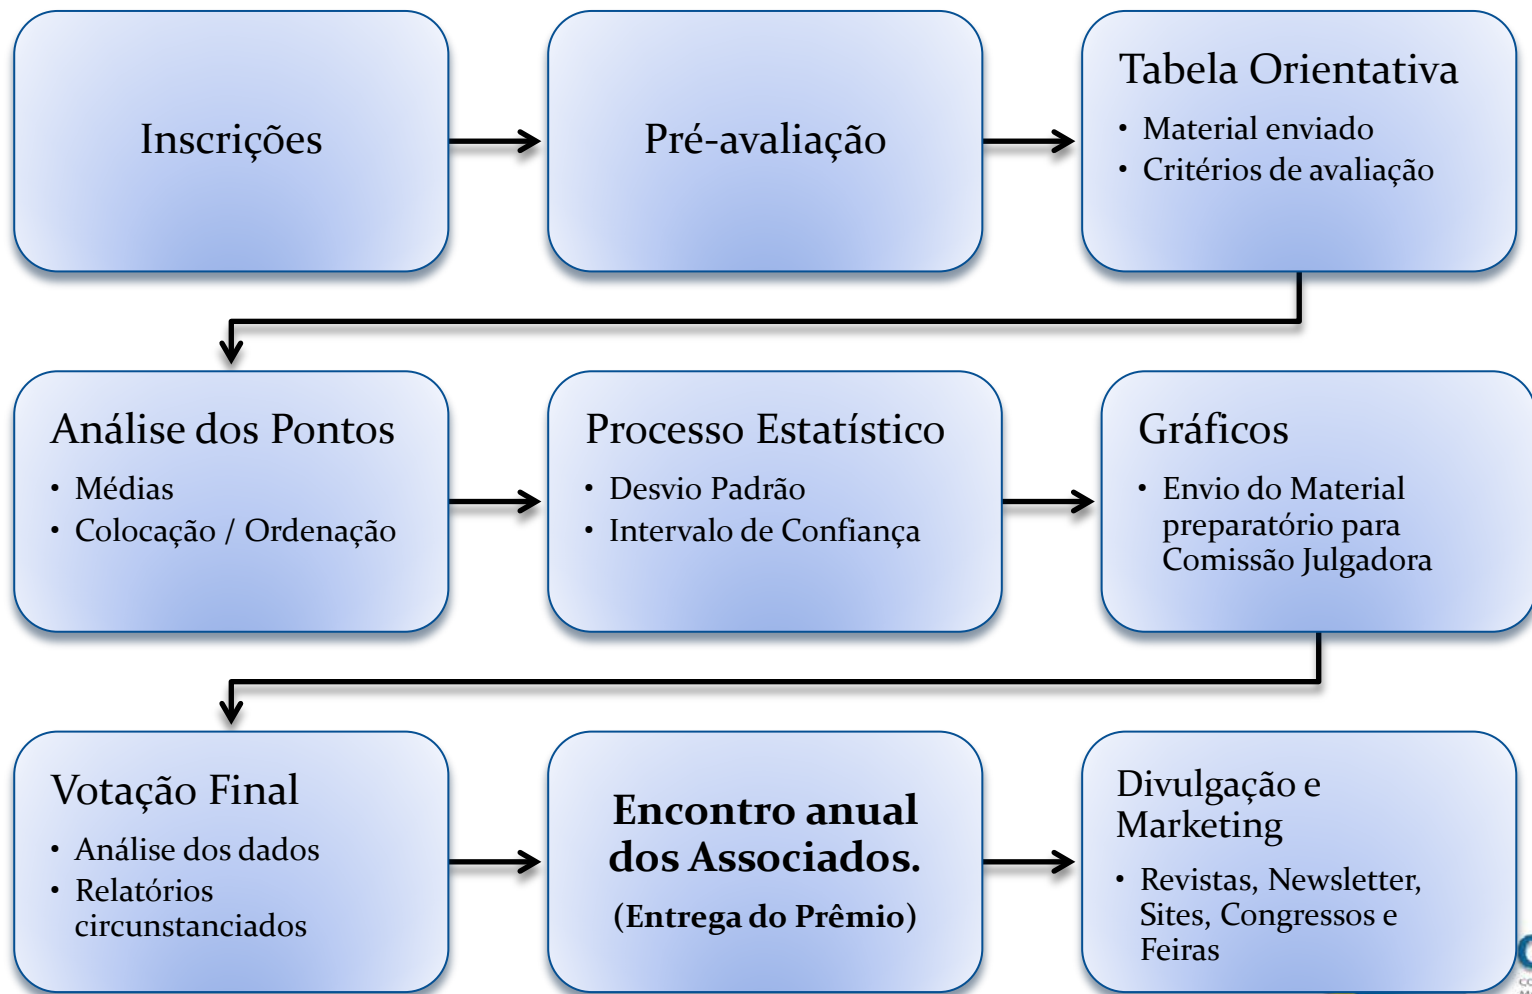 Inscrições
Pré-avaliação
Tabela Orientativa
• Material enviado
• Critérios de avaliação
Análise dos Pontos
• Médias
• Colocação / Ordenação
Processo Estatístico
• Desvio Padrão
• Intervalo de Confiança
Gráficos
• Envio do Material
preparatório para
Comissão Julgadora
Votação Final
• Análise dos dados
• Relatórios
circunstanciados
Encontro anual
dos Associados.
(Entrega do Prêmio)
Divulgação e
Marketing
• Revistas, Newsletter,
Sites, Congressos e
Feiras